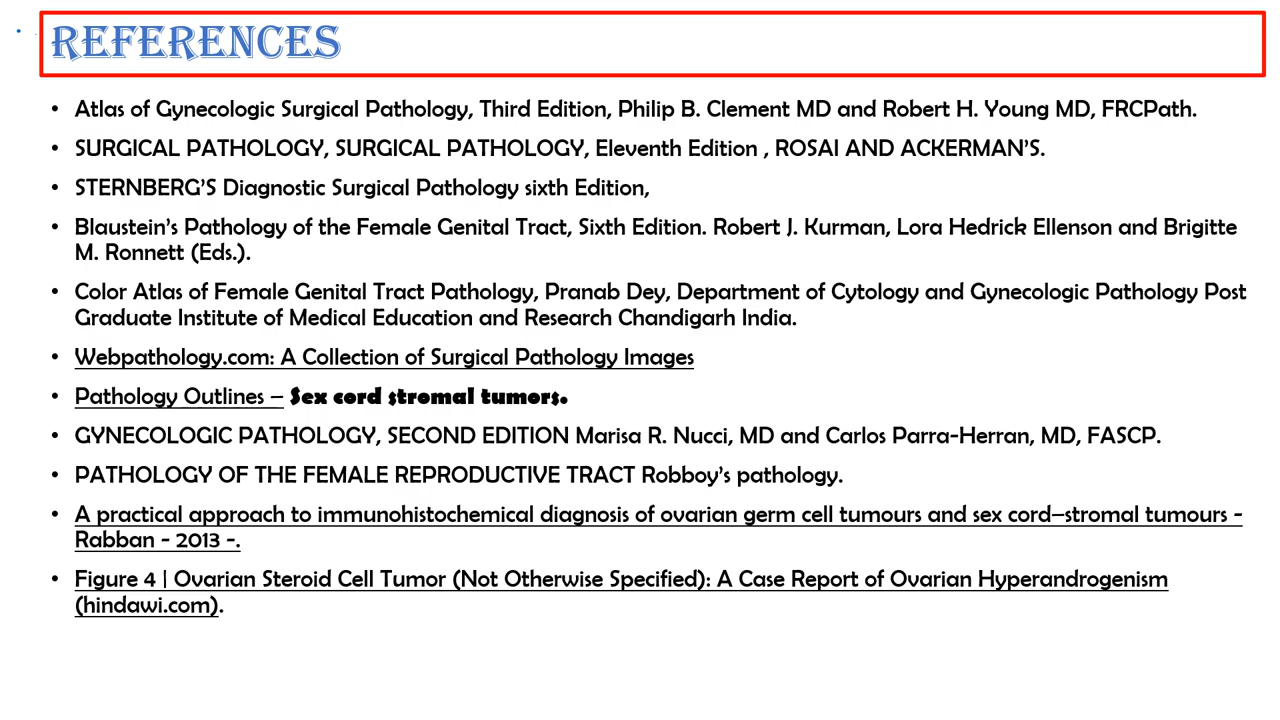 REFERENCES
• Atlas of Gynecologic Surgical Pathology, Third Edition, Philip B. Clement MD and Robert H. Young MD, FRCPath.
• SURGICAL PATHOLOGY, SURGICAL PATHOLOGY, Eleventh Edition , ROSAI AND ACKERMAN’S.
• STERNBERG’S Diagnostic Surgical Pathology sixth Edition,
• Blaustein’s Pathology of the Female Genital Tract, Sixth Edition. Robert J. Kurman, Lora Hedrick Ellenson and Brigitte
M. Ronnett (Eds.).
• Color Atlas of Female Genital Tract Pathology, Pranab Dey, Department of Cytology and Gynecologic Pathology Post
Graduate Institute of Medical Education and Research Chandigarh India.
• Webpathology.com: A Collection of Surgical Pathology Images
• Pathology Outlines – Sex cord stromal tumors.
• GYNECOLOGIC PATHOLOGY, SECOND EDITION Marisa R. Nucci, MD and Carlos Parra-Herran, MD, FASCP.
• PATHOLOGY OF THE FEMALE REPRODUCTIVE TRACT Robboy’s pathology.
• A practical approach to immunohistochemical diagnosis of ovarian germ cell tumours and sex cord–stromal tumours -
Rabban - 2013 -.
• Figure 4 | Ovarian Steroid Cell Tumor (Not Otherwise Specified): A Case Report of Ovarian Hyperandrogenism
(hindawi.com).